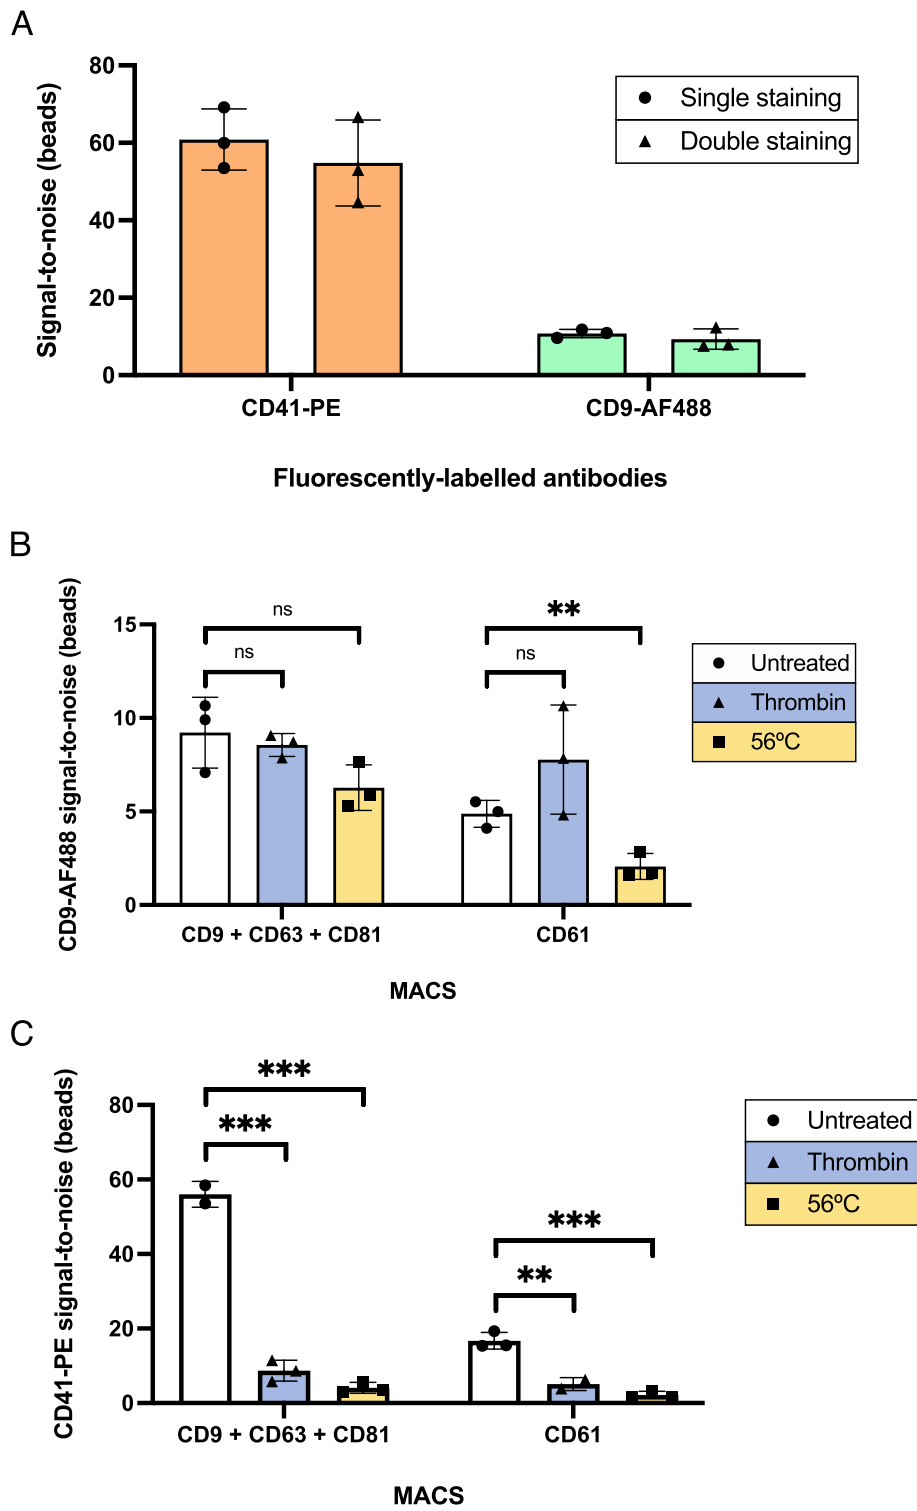 A
Signal-to-noise (beads)
80
60
40
20
0
Single staining
Double staining
CD41-PE
CD9-AF488
Fluorescently-labelled antibodies
B
CD9-AF488 signal-to-noise (beads)
15
10
5
0
ns
ns
**
ns
Untreated
Thrombin
56ºC
CD9 + CD63 + CD81
CD61
MACS
C
CD41-PE signal-to-noise (beads)
80
60
40
20
0
***
***
***
**
Untreated
Thrombin
56ºC
CD9 + CD63 + CD81
CD61
MACS